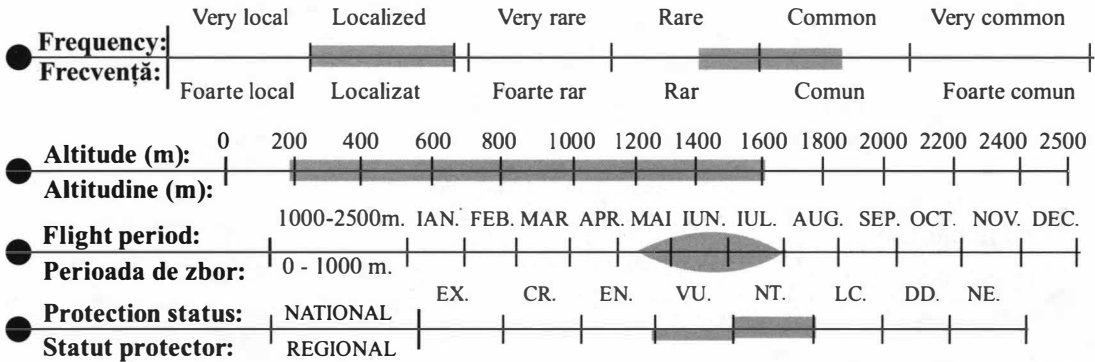 Very local Localized Very rare Rare Common Very common
Frequency:
Frecvență:
Foarte local Localizat Foarte rar Rar Comun Foarte comun
0 200 400 600 800 1000 1200 1400 1600 1800 2000 2200 2400 2500
Altitude (m):
Altitudine (m):
1000-2500m. IAN. FEB. MAR APR. MAI IUN. IUL. AUG. SEP. OCT. NOV. DEC.
Flight period:
Perioada de zbor: 0 - 1000 m.
EX. CR. EN. VU. NT. LC. DD. NE.
Protection status: NATIONAL
Statut protector: REGIONAL